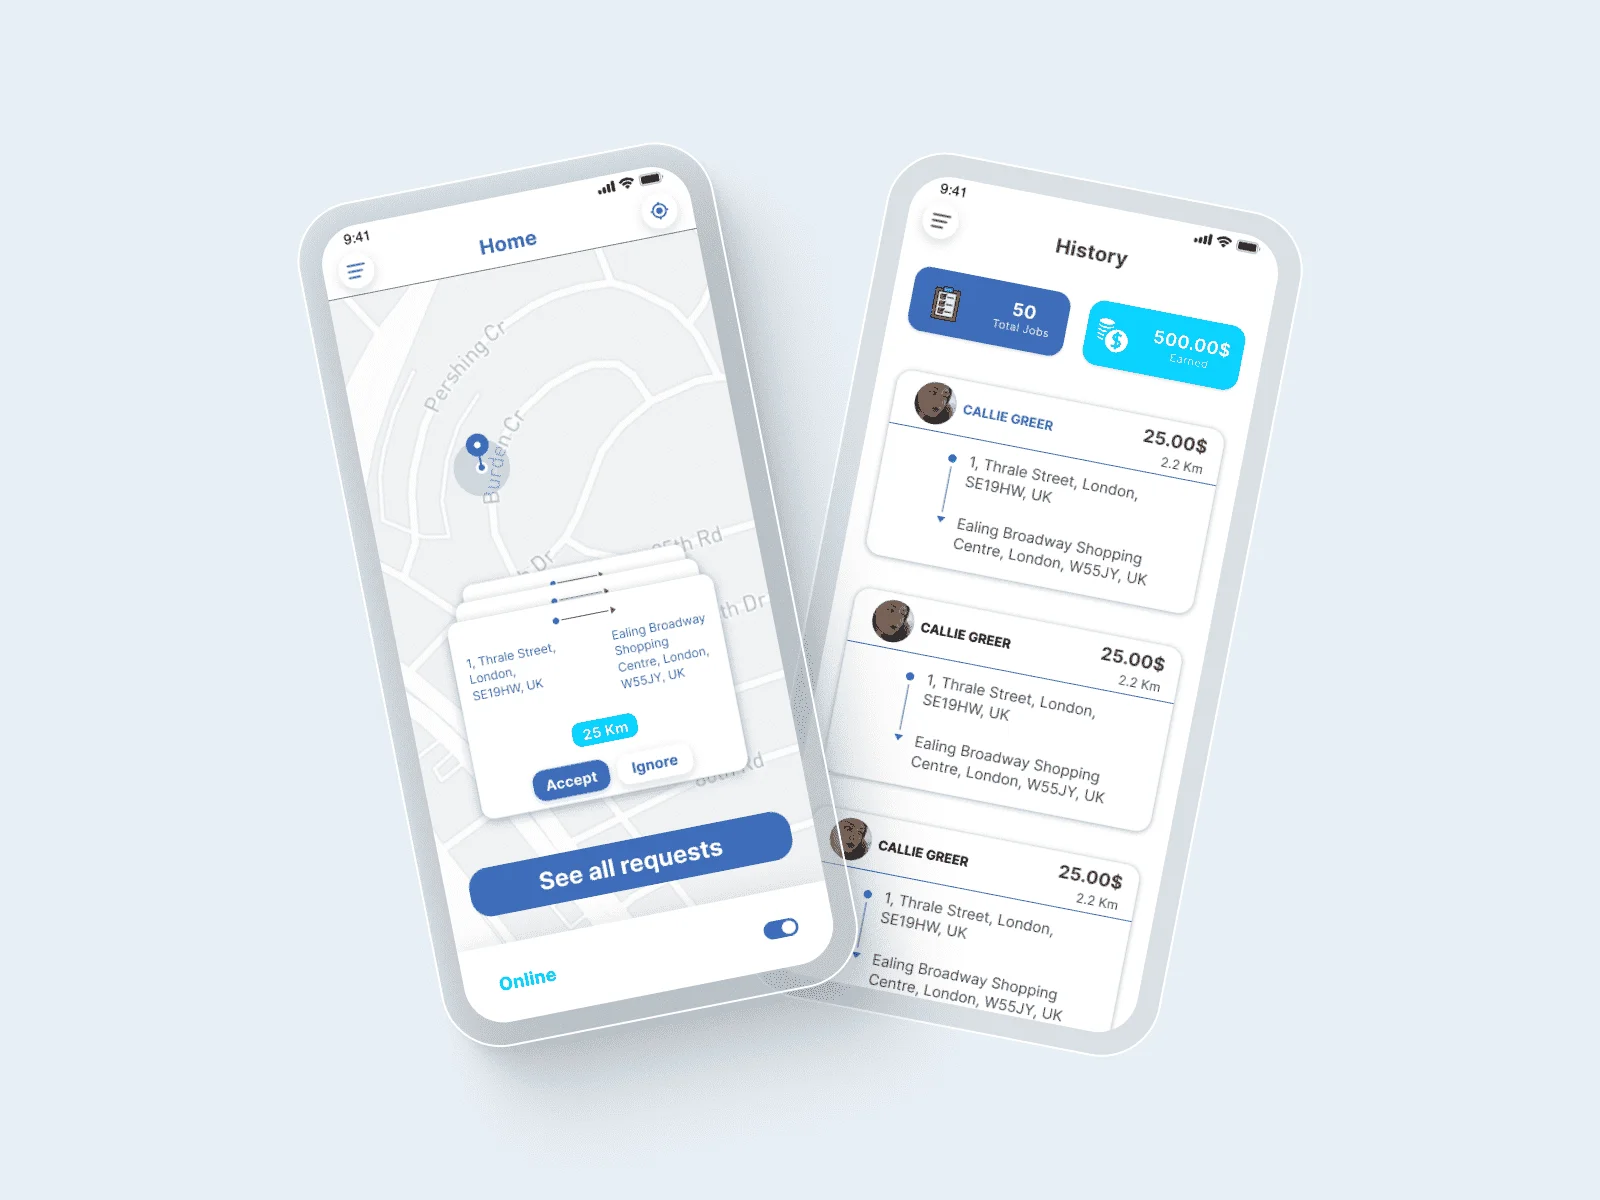 9:41
Home
Pershing Cr
Burden Cr
Dr
85th Rd
th Dr
Rd
1, Thrale Street,
London,
SE19HW, UK
Ealing Broadway
Shopping
Centre, London,
W55JY, UK
25 Km
Accept
Ignore
See all requests
Online
9:41
History
50
Total Jobs
500.00$
Earned
CALLIE GREER
25.00$
2.2 Km
1, Thrale Street, London,
SE19HW, UK
Ealing Broadway Shopping
Centre, London, W55JY, UK
CALLIE GREER
25.00$
2.2 Km
1, Thrale Street, London,
SE19HW, UK
Ealing Broadway Shopping
Centre, London, W55JY, UK
CALLIE GREER
25.00$
2.2 Km
1, Thrale Street, London,
SE19HW, UK
Ealing Broadway Shopping
Centre, London, W55JY, UK